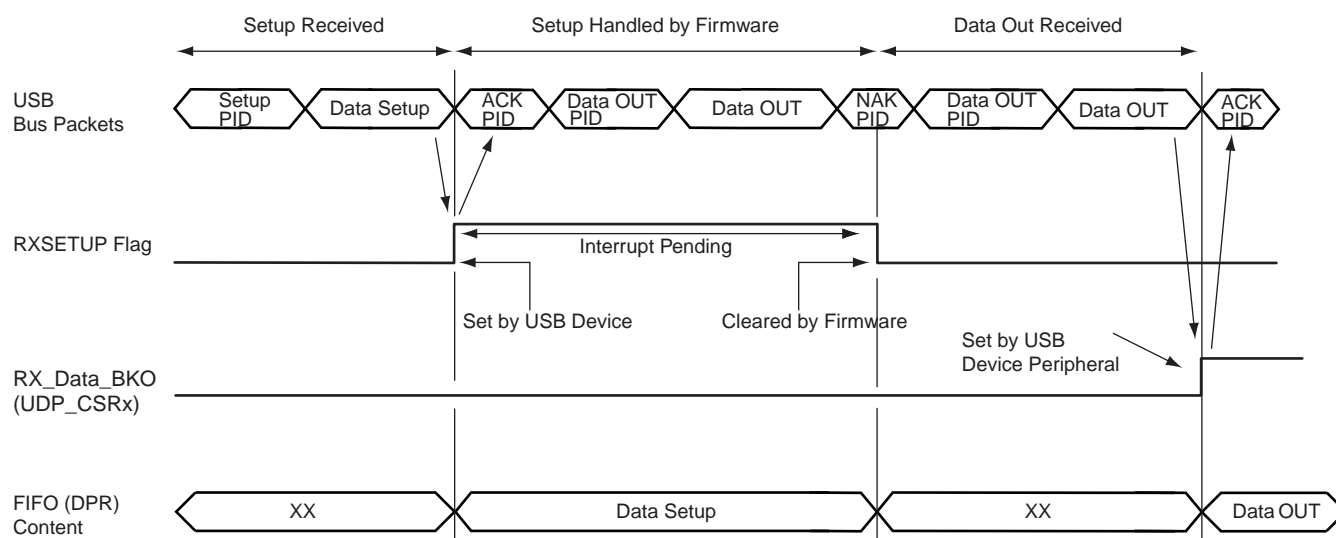 Setup Received
Setup Handled by Firmware
Data Out Received
USB
Bus Packets
Setup
PID
Data Setup
ACK
PID
Data OUT
PID
Data OUT
NAK
PID
Data OUT
PID
Data OUT
ACK
PID
RXSETUP Flag
Interrupt Pending
Set by USB Device
Cleared by Firmware
Set by USB
Device Peripheral
RX_Data_BKO
(UDP_CSRx)
FIFO (DPR)
Content
XX
Data Setup
XX
Data OUT